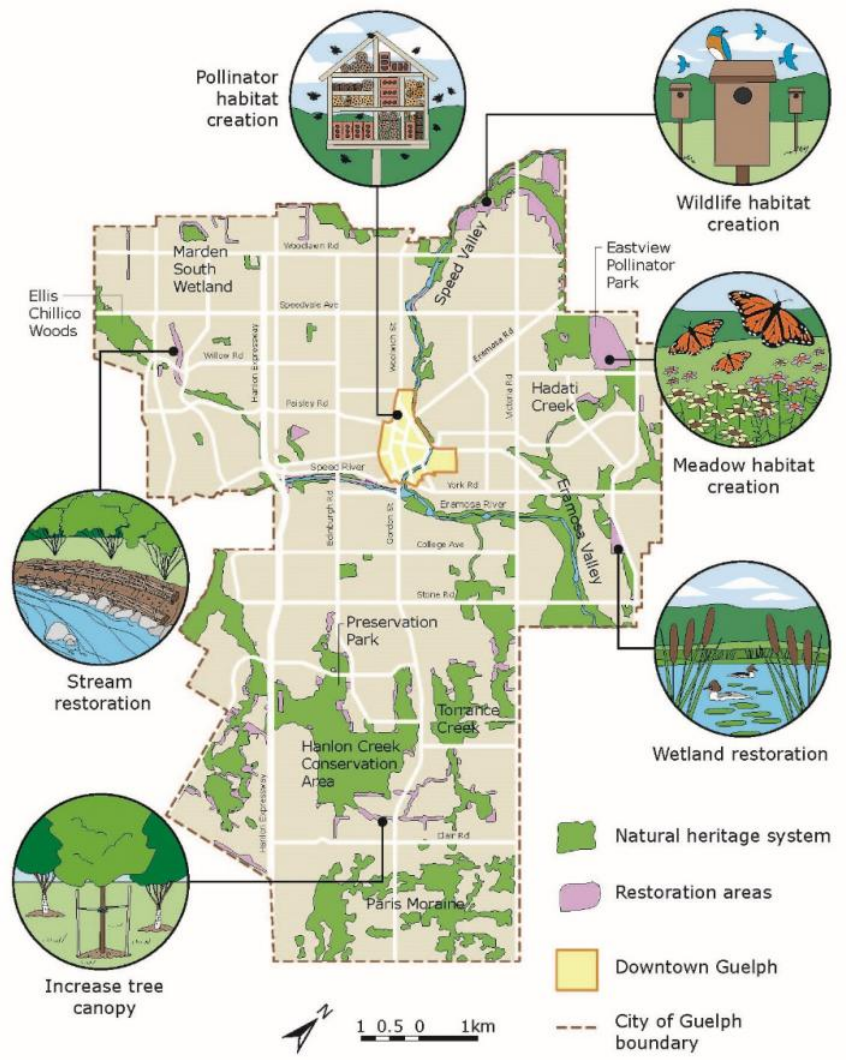 Pollinator
habitat
creation
Wildlife habitat
creation
Marden
South
Wetland
Woodlawn Rd
Speed Valley
Eastview
Pollinator
Park
Ellis
Chillico
Woods
Speedvale Ave
Willow Rd
Hanlon Expressway
Woolwich St
Eramosa Rd
Paisley Rd
Victoria Rd
Hadati
Creek
Meadow habitat
creation
Speed River
York Rd
Eramosa River
Edinburgh Rd
Gordon St
College Ave
Eramosa Valley
Stone Rd
Stream
restoration
Preservation
Park
Torrance
Creek
Wetland restoration
Hanlon Creek
Conservation
Area
Hanlon Expressway
Clair Rd
Paris Moraine
Increase tree
canopy
Natural heritage system
Restoration areas
Downtown Guelph
City of Guelph
boundary
N
1 0.5 0 1km